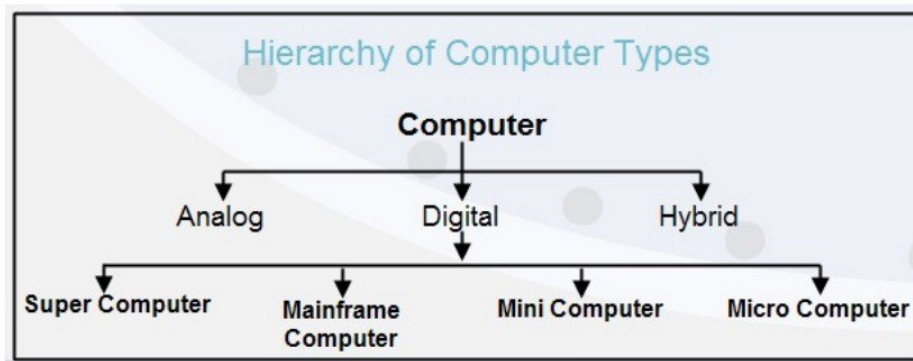 Hierarchy of Computer Types
Computer
Analog
Digital
Hybrid
Super Computer
Mainframe
Computer
Mini Computer
Micro Computer